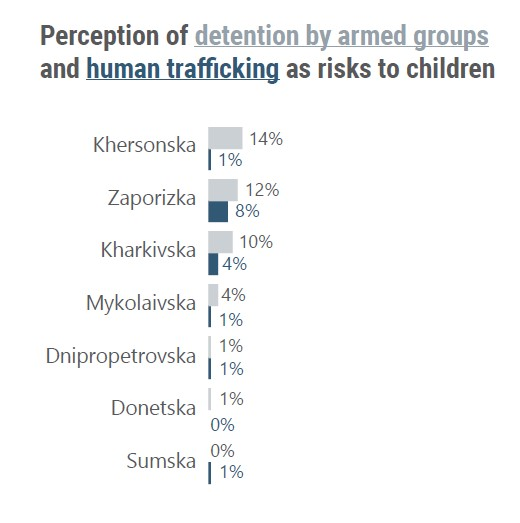 Perception of detention by armed groups
and human trafficking as risks to children
Khersonska 14%
1%
Zaporizka 12%
8%
Kharkivska 10%
4%
Mykolaivska 4%
1%
Dnipropetrovska 1%
1%
Donetska 1%
0%
Sumska 0%
1%